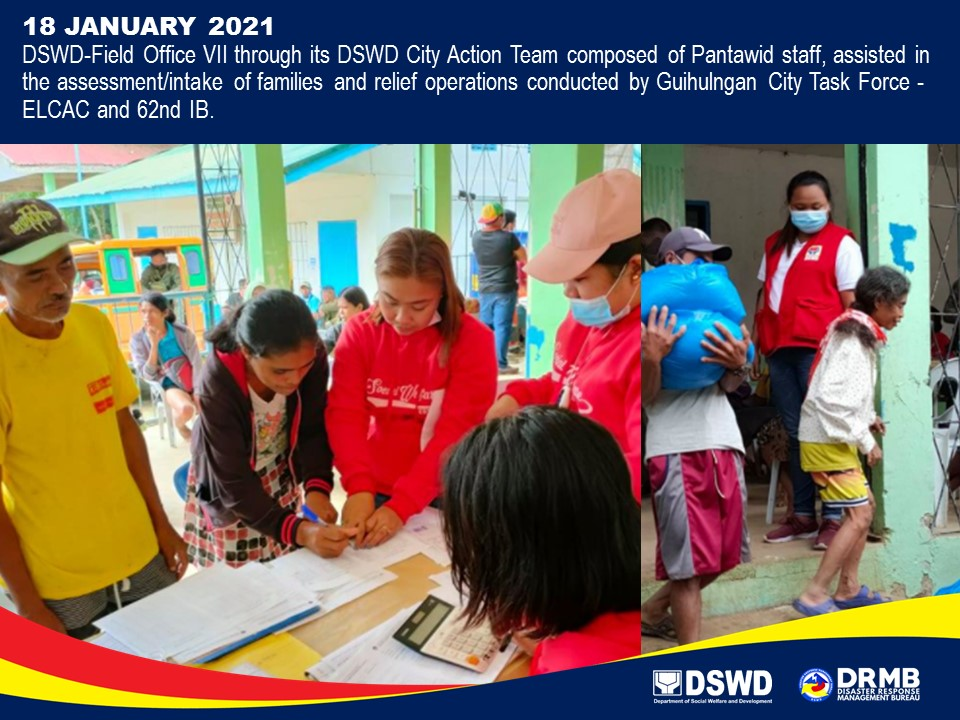 18 JANUARY 2021
DSWD-Field Office VII through its DSWD City Action Team composed of Pantawid staff, assisted in
the assessment/intake of families and relief operations conducted by Guihulngan City Task Force -
ELCAC and 62nd IB.
DSWD
Department of Social Welfare and Development
DRMB
DISASTER RESPONSE
MANAGEMENT BUREAU